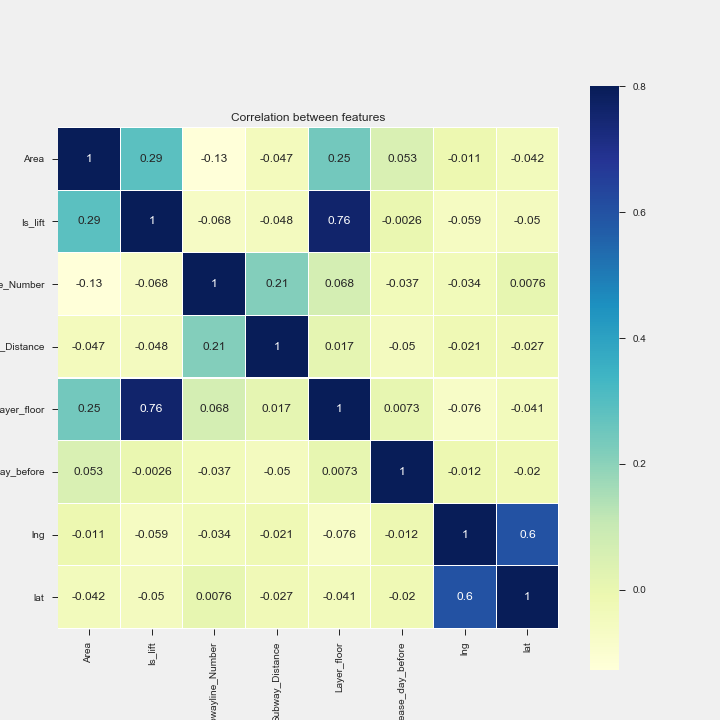 Correlation between features
0.8
Area 1 0.29 -0.13 -0.047 0.25 0.053 -0.011 -0.042
Is_lift 0.29 1 -0.068 -0.048 0.76 -0.0026 -0.059 -0.05
0.6
e_Number -0.13 -0.068 1 0.21 0.068 -0.037 -0.034 0.0076
_Distance -0.047 -0.048 0.21 1 0.017 -0.05 -0.021 -0.027
0.4
ayer_floor 0.25 0.76 0.068 0.017 1 0.0073 -0.076 -0.041
0.2
ay_before 0.053 -0.0026 -0.037 -0.05 0.0073 1 -0.012 -0.02
lng -0.011 -0.059 -0.034 -0.021 -0.076 -0.012 1 0.6
0.0
lat -0.042 -0.05 0.0076 -0.027 -0.041 -0.02 0.6 1
Area
Is_lift
wayline_Number
Subway_Distance
Layer_floor
ease_day_before
lng
lat